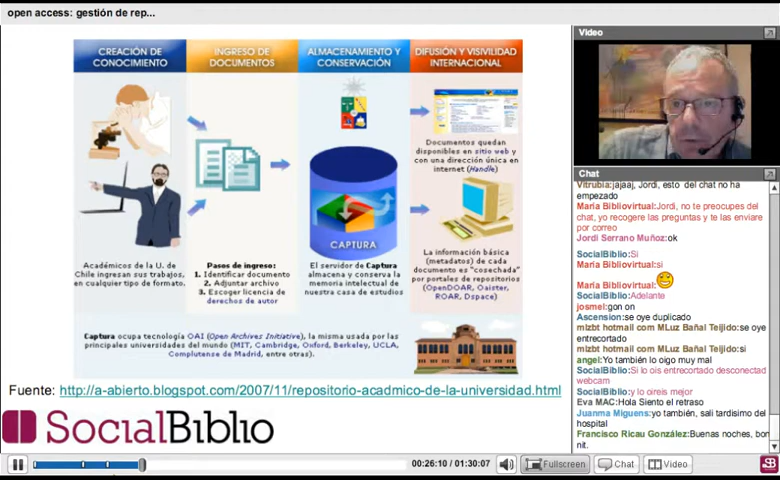 open access: gestión de rep...
CREACIÓN DE
CONOCIMIENTO
INGRESO DE
DOCUMENTOS
ALMACENAMIENTO Y
CONSERVACIÓN
DIFUSIÓN Y VISIVILIDAD
INTERNACIONAL
Académicos de la U. de
Chile ingresan sus trabajos,
en cualquier tipo de formato.
Pasos de ingreso:
1. Identificar documento
2. Adjuntar archivo
3. Escoger licencia de
derechos de autor
CAPTURA
El servidor de Captura
almacena y conserva la
memoria intelectual de
nuestra casa de estudios
Documentos quedan
disponibles en sitio web y
con una dirección única en
internet (Handle)
La información básica
(metadatos) de cada
documento es "cosechada"
por portales de repositorios
(OpenDOAR, Oaister,
ROAR, Dspace)
Captura ocupa tecnología OAI (Open Archives Initiative), la misma usada por las
principales universidades del mundo (MIT, Cambridge, Oxford, Berkeley, UCLA,
Complutense de Madrid, entre otras).
Fuente: http://a-abierto.blogspot.com/2007/11/repositorio-acadmico-de-la-universidad.html
SocialBiblio
00:26:10 / 01:30:07
Fullscreen
Chat
Video
Video
Chat
Vitrubia:jajaaj, Jordi, esto del chat no ha
empezado
Maria Bibliovirtual:Jordi, no te preocupes del
chat, yo recogere las preguntas y te las enviare
por correo
Jordi Serrano Muñoz:ok
SocialBiblio:Si
Maria Bibliovirtual:si
Maria Bibliovirtual:
SocialBiblio:Adelante
josmel:gon on
Ascension:se oye duplicado
mlzbt hotmail com MLuz Bañal Teijido:se oye
entrecortado
mlzbt hotmail com MLuz Bañal Teijido:si
angel:Yo también lo oigo muy mal
SocialBiblio:Si lo ois entrecortado desconectad
webcam
SocialBiblio:y lo oireis mejor
Eva MAC:Hola Siento el retraso
Juanma Miguens:yo también, sali tardisimo del
hospital
Francisco Ricau González:Buenas noches, bon
nit.
SB